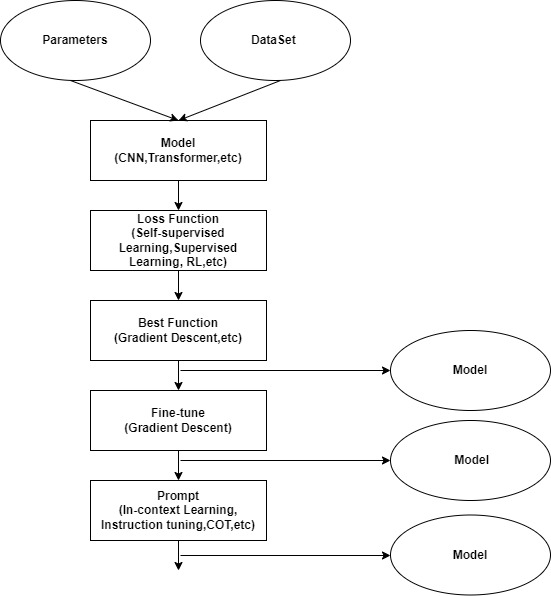 Parameters
DataSet
Model
(CNN,Transformer,etc)
Loss Function
(Self-supervised
Learning,Supervised
Learning, RL,etc)
Best Function
(Gradient Descent,etc)
Model
Fine-tune
(Gradient Descent)
Model
Prompt
(In-context Learning,
Instruction tuning,COT,etc)
Model